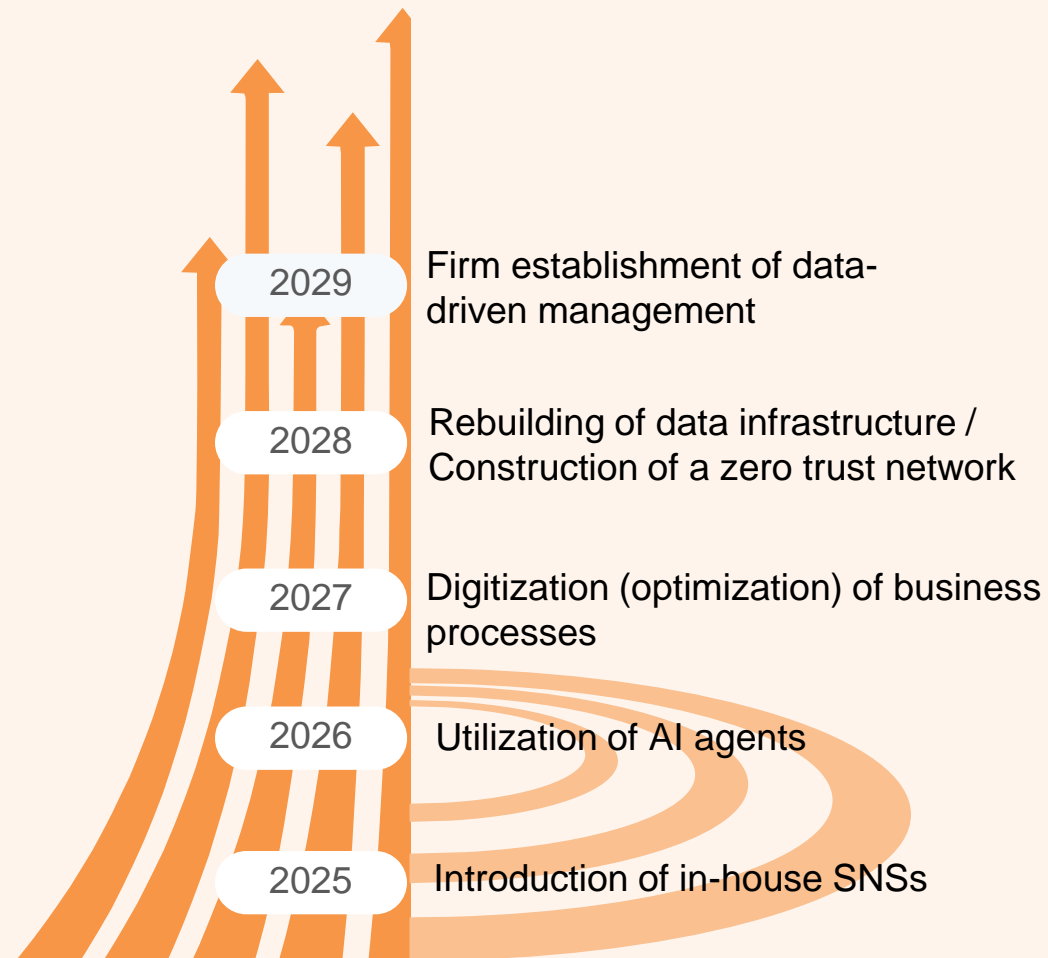 2029
Firm establishment of data-
driven management
2028
Rebuilding of data infrastructure /
Construction of a zero trust network
2027
Digitization (optimization) of business
processes
2026
Utilization of AI agents
2025
Introduction of in-house SNSs